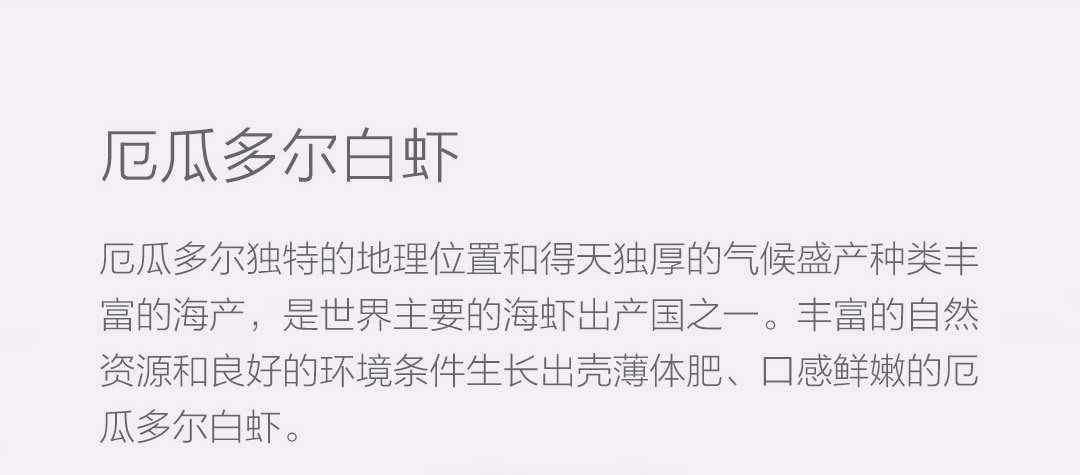 厄瓜多尔白虾
厄瓜多尔独特的地理位置和得天独厚的气候盛产种类丰
富的海产，是世界主要的海虾出产国之一。丰富的自然
资源和良好的环境条件生长出壳薄体肥、口感鲜嫩的厄
瓜多尔白虾。